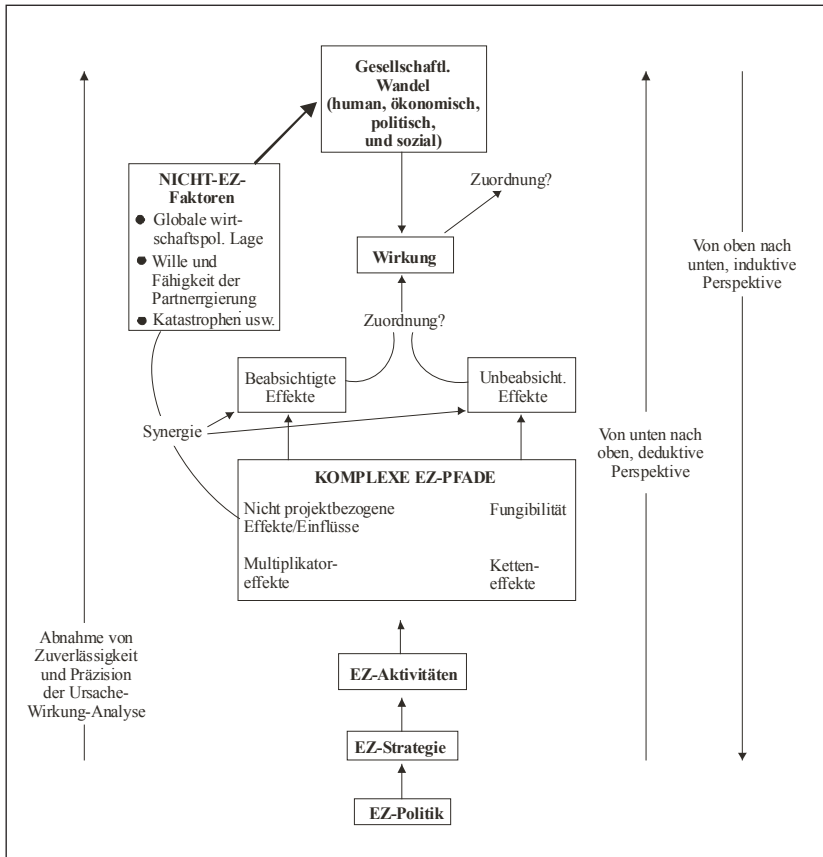 Gesellschaftl.
Wandel
(human, ökonomisch,
politisch,
und sozial)
NICHT-EZ-
Faktoren
● Globale wirt-
schaftspol. Lage
● Wille und
Fähigkeit der
Partnerrgierung
● Katastrophen usw.
Zuordnung?
Wirkung
Zuordnung?
Von oben nach
unten, induktive
Perspektive
Beabsichtigte
Effekte
Unbeabsicht.
Effekte
Synergie
Von unten nach
oben, deduktive
Perspektive
KOMPLEXE EZ-PFADE
Nicht projektbezogene
Effekte/Einflüsse
Fungibilität
Multiplikator-
effekte
Ketten-
effekte
Abnahme von
Zuverlässigkeit
und Präzision
der Ursache-
Wirkung-Analyse
EZ-Aktivitäten
EZ-Strategie
EZ-Politik